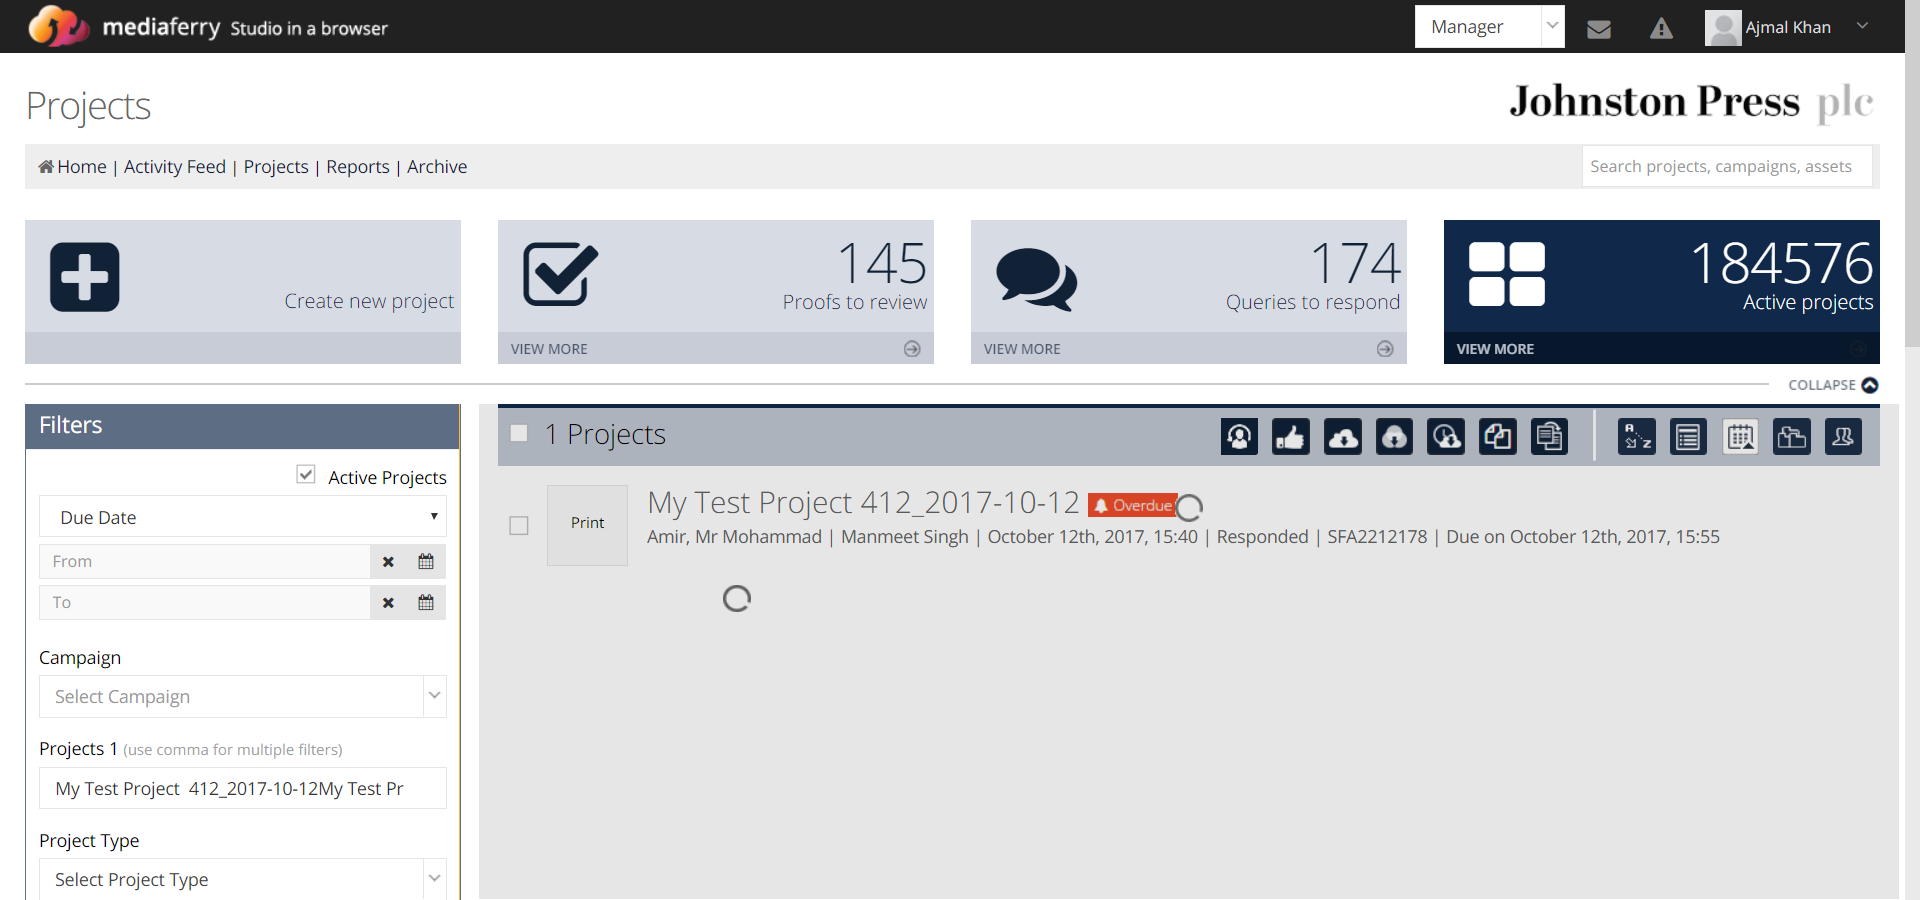 mediaferry Studio in a browser
Manager
Ajmal Khan
Projects
Johnston Press plc
Home | Activity Feed | Projects | Reports | Archive
Search projects, campaigns, assets
Create new project
145
Proofs to review
VIEW MORE
174
Queries to respond
VIEW MORE
184576
Active projects
VIEW MORE
COLLAPSE
Filters
Active Projects
Due Date
From
To
Campaign
Select Campaign
Projects 1 (use comma for multiple filters)
My Test Project 412_2017-10-12My Test Pr
Project Type
Select Project Type
1 Projects
A
Z
Print
My Test Project 412_2017-10-12 Overdue
Amir, Mr Mohammad | Manmeet Singh | October 12th, 2017, 15:40 | Responded | SFA2212178 | Due on October 12th, 2017, 15:55